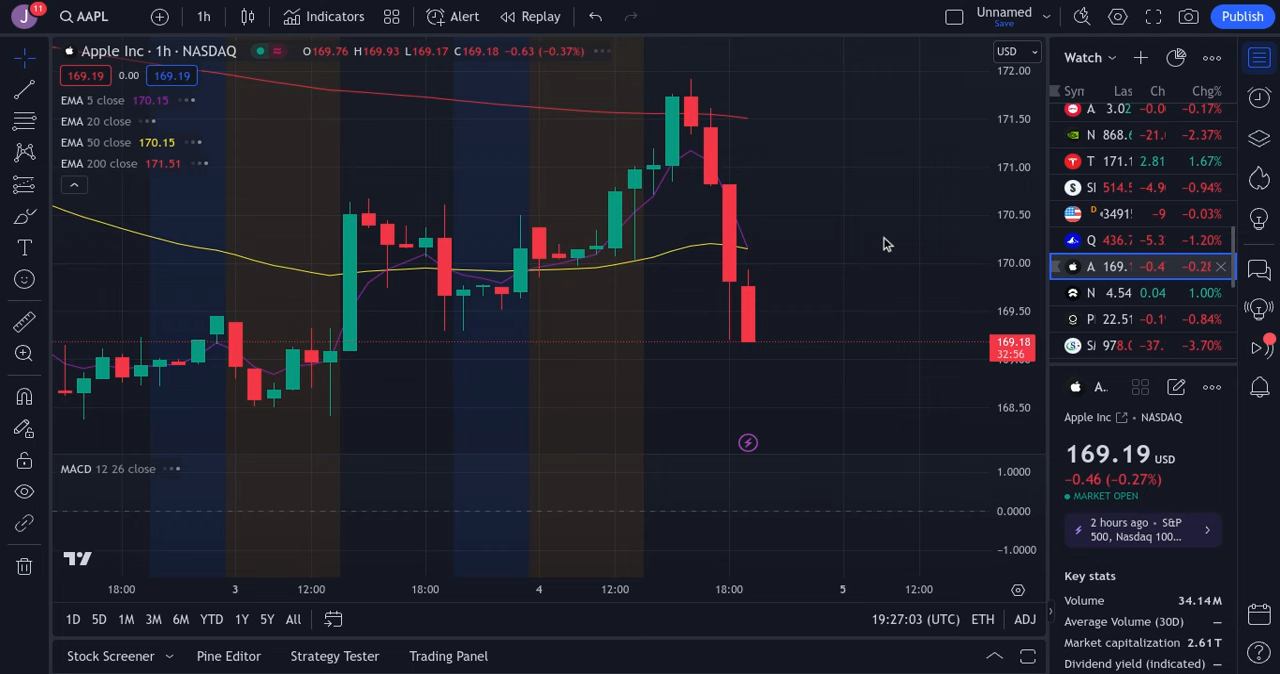 J 11 AAPL 1h Indicators Alert Replay Unnamed Save Publish
Apple Inc · 1h · NASDAQ O169.76 H169.93 L169.17 C169.18 −0.63 (−0.37%)
169.19 0.00 169.19
EMA 5 close 170.15
EMA 20 close
EMA 50 close 170.15
EMA 200 close 171.51
MACD 12 26 close
USD
172.00
171.50
171.00
170.50
170.00
169.50
169.18
32:56
168.50
1.0000
0.0000
−1.0000
18:00 3 12:00 18:00 4 12:00 18:00 5 12:00
1D 5D 1M 3M 6M YTD 1Y 5Y All 19:27:03 (UTC) ETH ADJ
Stock Screener Pine Editor Strategy Tester Trading Panel
Watch
Syn Las Ch Chg%
A 3.02 −0.0 −0.17%
N 868.6 −21. −2.37%
T 171.1 2.81 1.67%
SI 514.5 −4.9 −0.94%
D 3491 −9 −0.03%
Q 436.7 −5.3 −1.20%
A 169. −0.4 −0.28
N 4.54 0.04 1.00%
P 22.51 −0.1 −0.84%
S 978.0 −37. −3.70%
A..
Apple Inc • NASDAQ
169.19 USD
−0.46 (−0.27%)
MARKET OPEN
2 hours ago • S&P
500, Nasdaq 100...
Key stats
Volume 34.14M
Average Volume (30D) —
Market capitalization 2.61T
Dividend yield (indicated) —